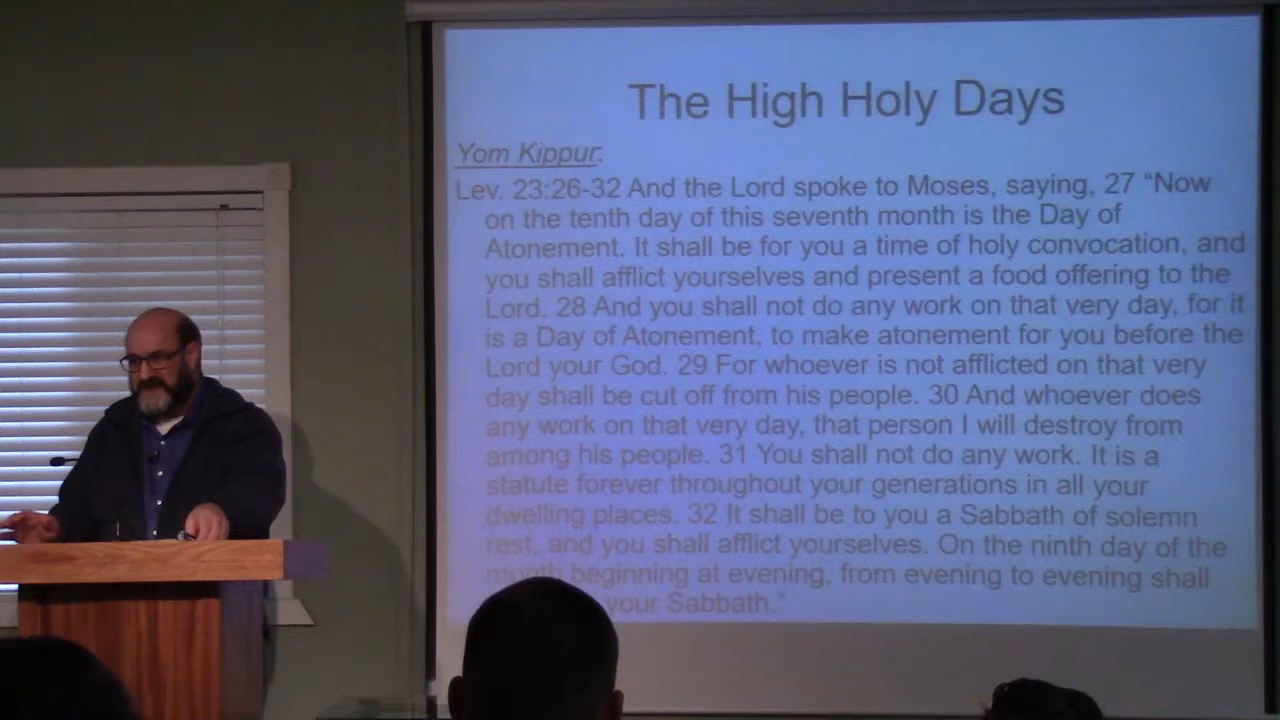 The High Holy Days
Yom Kippur:
Lev. 23:26-32 And the Lord spoke to Moses, saying, 27 “Now
on the tenth day of this seventh month is the Day of
Atonement. It shall be for you a time of holy convocation, and
you shall afflict yourselves and present a food offering to the
Lord. 28 And you shall not do any work on that very day, for it
is a Day of Atonement, to make atonement for you before the
Lord your God. 29 For whoever is not afflicted on that very
day shall be cut off from his people. 30 And whoever does
any work on that very day, that person I will destroy from
among his people. 31 You shall not do any work. It is a
statute forever throughout your generations in all your
dwelling places. 32 It shall be to you a Sabbath of solemn
rest, and you shall afflict yourselves. On the ninth day of the
month beginning at evening, from evening to evening shall
your Sabbath.”